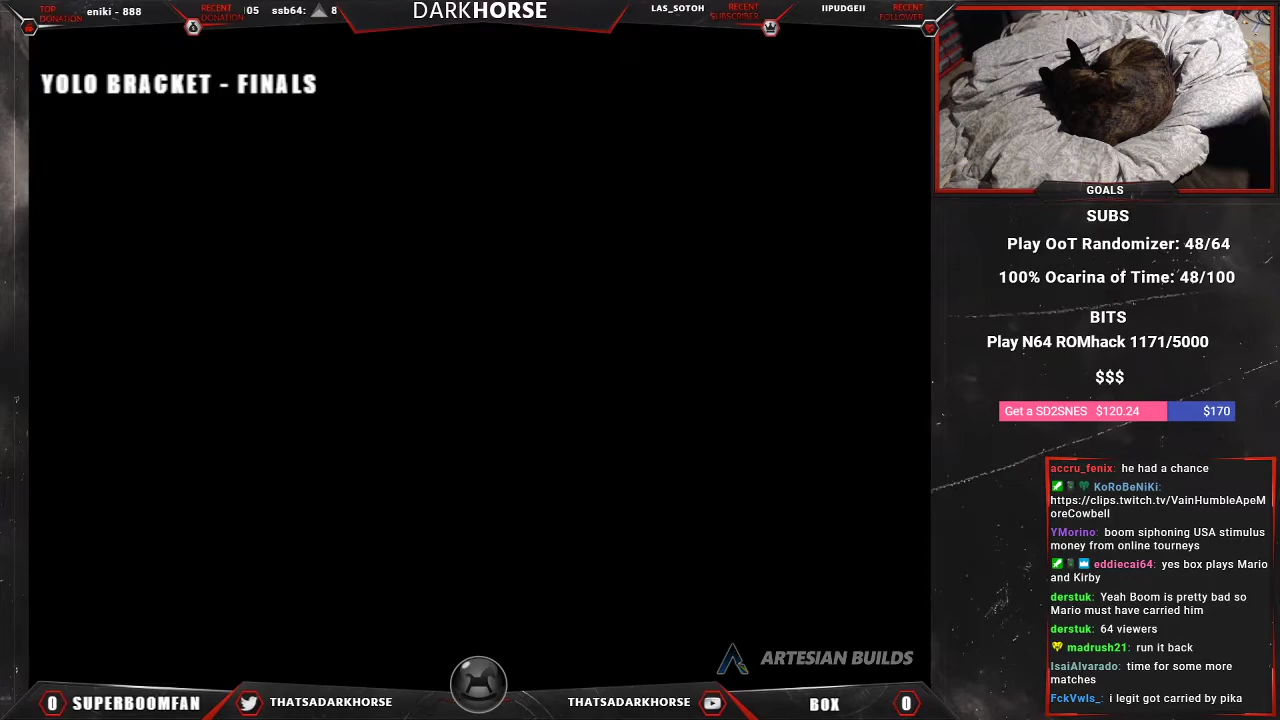 TOP DONATION
eniki - 888
RECENT DONATION
05
ssb64: 8
DARKHORSE
LAS_SOTOH
RECENT SUBSCRIBER
IIPUDGEII
RECENT FOLLOWER
YOLO BRACKET - FINALS
GOALS
SUBS
Play OoT Randomizer: 48/64
100% Ocarina of Time: 48/100
BITS
Play N64 ROMhack 1171/5000
$$$
Get a SD2SNES $120.24 $170
accru_fenix: he had a chance
KoRoBeNiKi:
https://clips.twitch.tv/VainHumbleApeM
oreCowbell
YMorino: boom siphoning USA stimulus
money from online tourneys
eddiecai64: yes box plays Mario
and Kirby
derstuk: Yeah Boom is pretty bad so
Mario must have carried him
derstuk: 64 viewers
madrush21: run it back
IsaiAlvarado: time for some more
matches
FckVwls_: i legit got carried by pika
ARTESIAN BUILDS
0 SUPERBOOMFAN
THATSADARKHORSE
THATSADARKHORSE
BOX 0